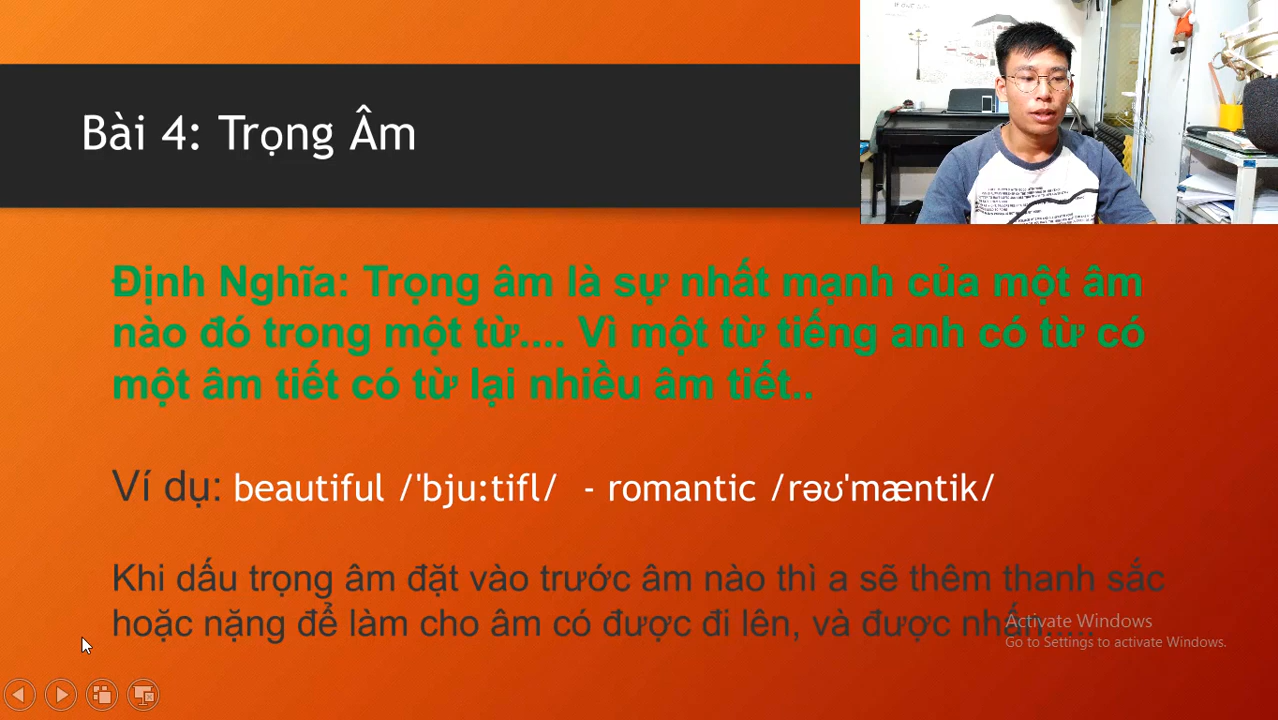 Bài 4: Trọng Âm
Định Nghĩa: Trọng âm là sự nhất mạnh của một âm
nào đó trong một từ.... Vì một từ tiếng anh có từ có
một âm tiết có từ lại nhiều âm tiết..
Ví dụ: beautiful /'bju:tifl/ - romantic /rəʊ'mæntik/
Khi dấu trọng âm đặt vào trước âm nào thì a sẽ thêm thanh sắc
hoặc nặng để làm cho âm có được đi lên, và được nhấn.....
Activate Windows
Go to Settings to activate Windows.